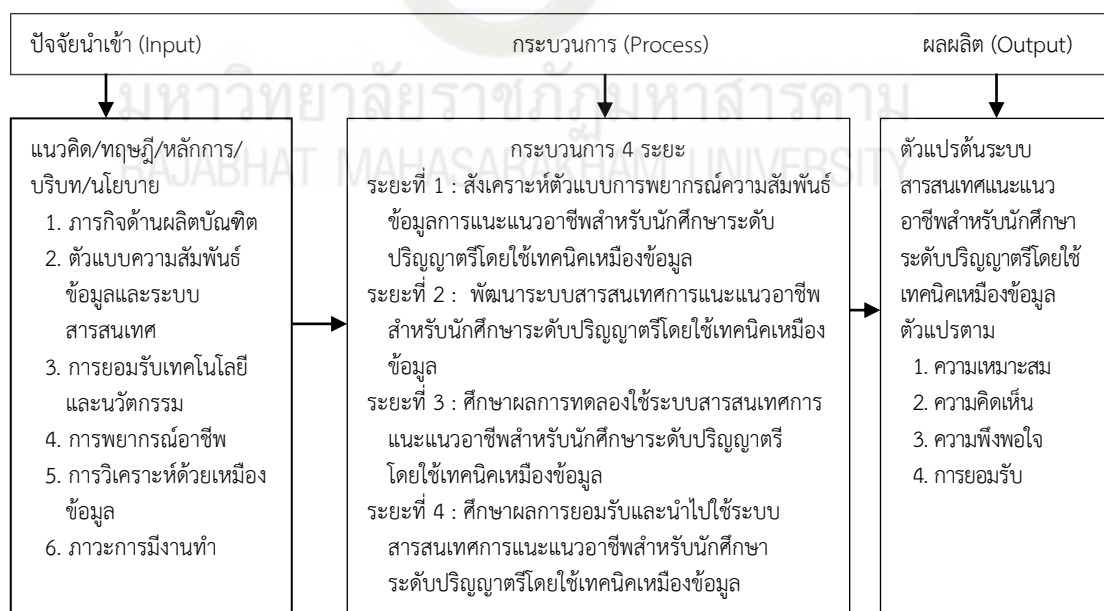 ปัจจัยนำเข้า (Input)
กระบวนการ (Process)
ผลผลิต (Output)
มหาวิทยาลัยราชภัฏมหาสารคาม
RAJABHAT MAHASARAKHAM UNIVERSITY
แนวคิด/ทฤษฎี/หลักการ/
บริบท/นโยบาย
1. ภารกิจด้านผลิตบัณฑิต
2. ตัวแบบความสัมพันธ์
ข้อมูลและระบบ
สารสนเทศ
3. การยอมรับเทคโนโลยี
และนวัตกรรม
4. การพยากรณ์อาชีพ
5. การวิเคราะห์ด้วยเหมือง
ข้อมูล
6. ภาวะการมีงานทำ
กระบวนการ 4 ระยะ
ระยะที่ 1 : สังเคราะห์ตัวแบบการพยากรณ์ความสัมพันธ์
ข้อมูลการแนะแนวอาชีพสำหรับนักศึกษาระดับ
ปริญญาตรีโดยใช้เทคนิคเหมืองข้อมูล
ระยะที่ 2 : พัฒนาระบบสารสนเทศการแนะแนวอาชีพ
สำหรับนักศึกษาระดับปริญญาตรีโดยใช้เทคนิคเหมือง
ข้อมูล
ระยะที่ 3 : ศึกษาผลการทดลองใช้ระบบสารสนเทศการ
แนะแนวอาชีพสำหรับนักศึกษาระดับปริญญาตรี
โดยใช้เทคนิคเหมืองข้อมูล
ระยะที่ 4 : ศึกษาผลการยอมรับและนำไปใช้ระบบ
สารสนเทศการแนะแนวอาชีพสำหรับนักศึกษา
ระดับปริญญาตรีโดยใช้เทคนิคเหมืองข้อมูล
ตัวแปรต้นระบบ
สารสนเทศแนะแนว
อาชีพสำหรับนักศึกษา
ระดับปริญญาตรีโดยใช้
เทคนิคเหมืองข้อมูล
ตัวแปรตาม
1. ความเหมาะสม
2. ความคิดเห็น
3. ความพึงพอใจ
4. การยอมรับ